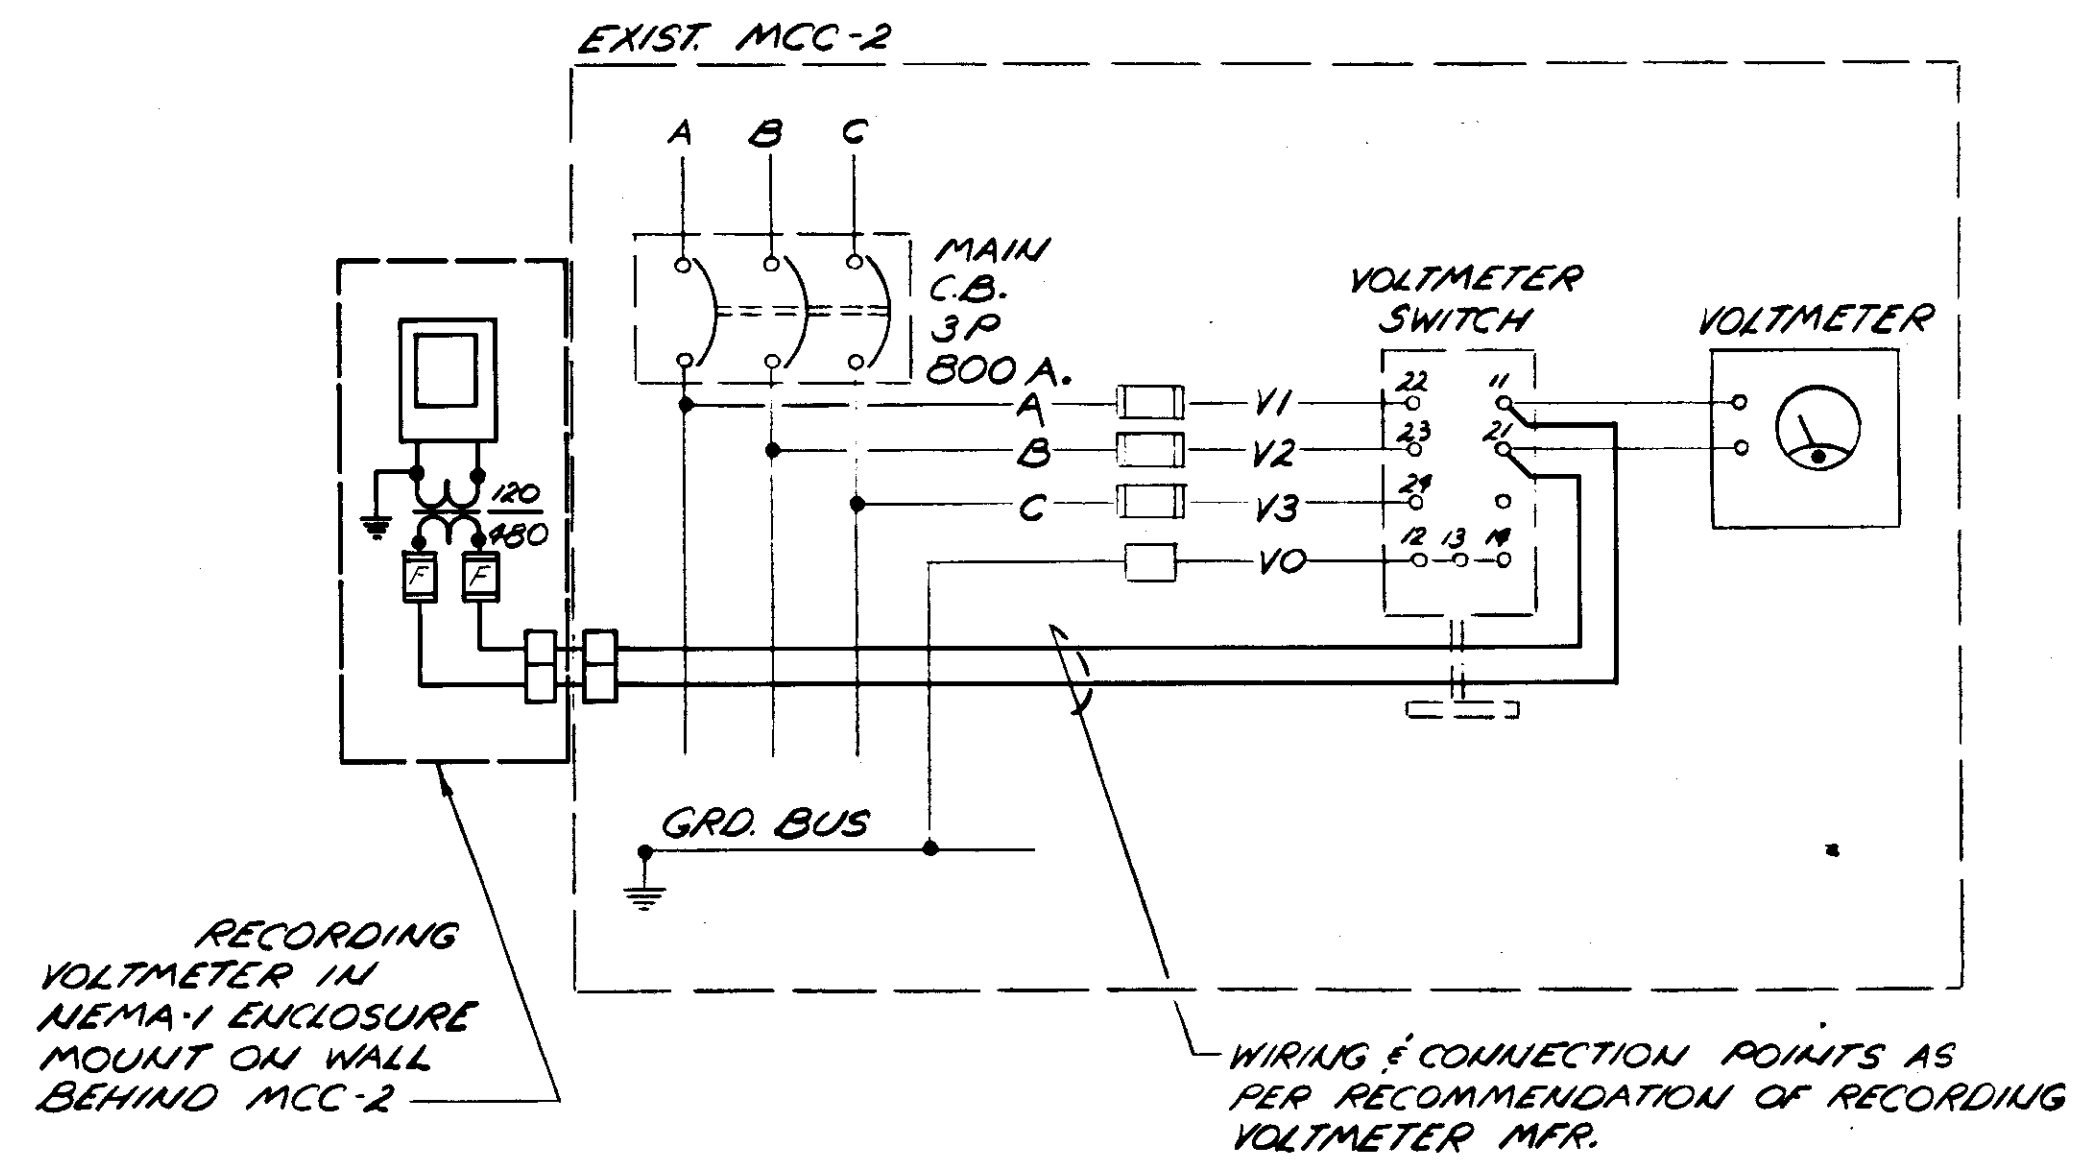 EXIST. MCC-2
A B C
MAIN
C.B.
3P
800 A.
VOLTMETER
SWITCH
VOLTMETER
A V1 22 11
B V2 23 21
C V3 24
V0 12 13 14
120
480
F F
GRD. BUS
RECORDING
VOLTMETER IN
NEMA-1 ENCLOSURE
MOUNT ON WALL
BEHIND MCC-2
WIRING & CONNECTION POINTS AS
PER RECOMMENDATION OF RECORDING
VOLTMETER MFR.